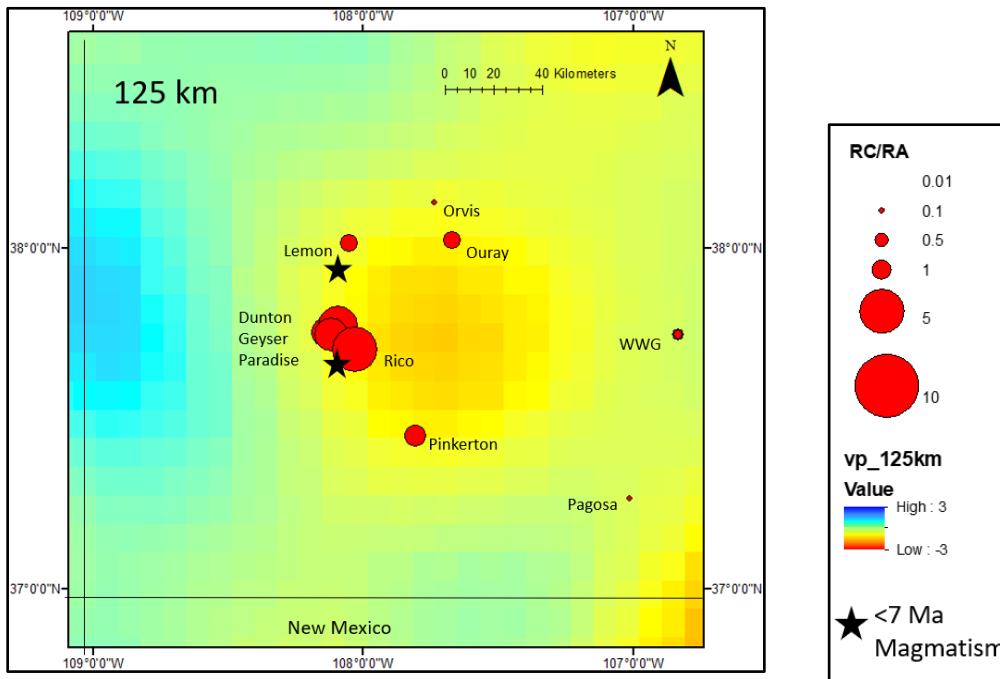 109°0'0"W 108°0'0"W 107°0'0"W
125 km
0 10 20 40 Kilometers
N
38°0'0"N 38°0'0"N
37°0'0"N 37°0'0"N
Orvis
Lemon
Ouray
Dunton
Geyser
Paradise
Rico
WWG
Pinkerton
Pagosa
New Mexico
109°0'0"W 108°0'0"W 107°0'0"W
RC/RA
0.01
0.1
0.5
1
5
10
vp_125km
Value
High : 3
Low : -3
<7 Ma
Magmatism